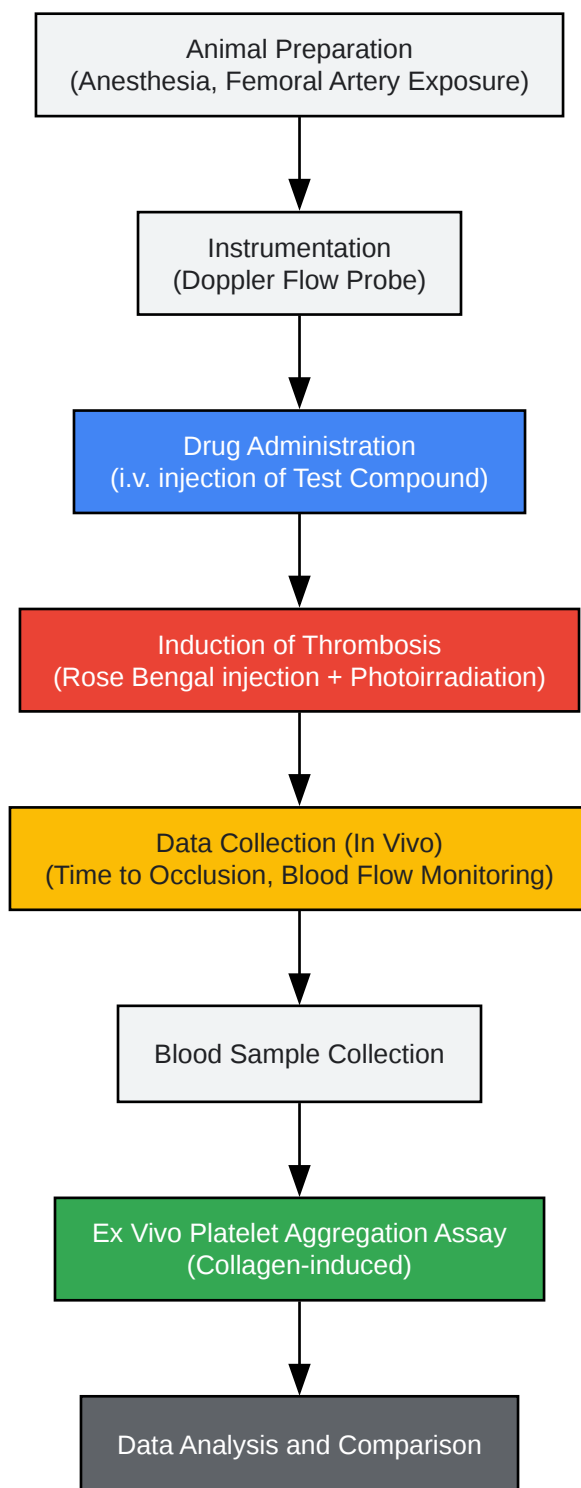 Animal Preparation
(Anesthesia, Femoral Artery Exposure)
Instrumentation
(Doppler Flow Probe)
Drug Administration
(i.v. injection of Test Compound)
Induction of Thrombosis
(Rose Bengal injection + Photoirradiation)
Data Collection (In Vivo)
(Time to Occlusion, Blood Flow Monitoring)
Blood Sample Collection
Ex Vivo Platelet Aggregation Assay
(Collagen-induced)
Data Analysis and Comparison